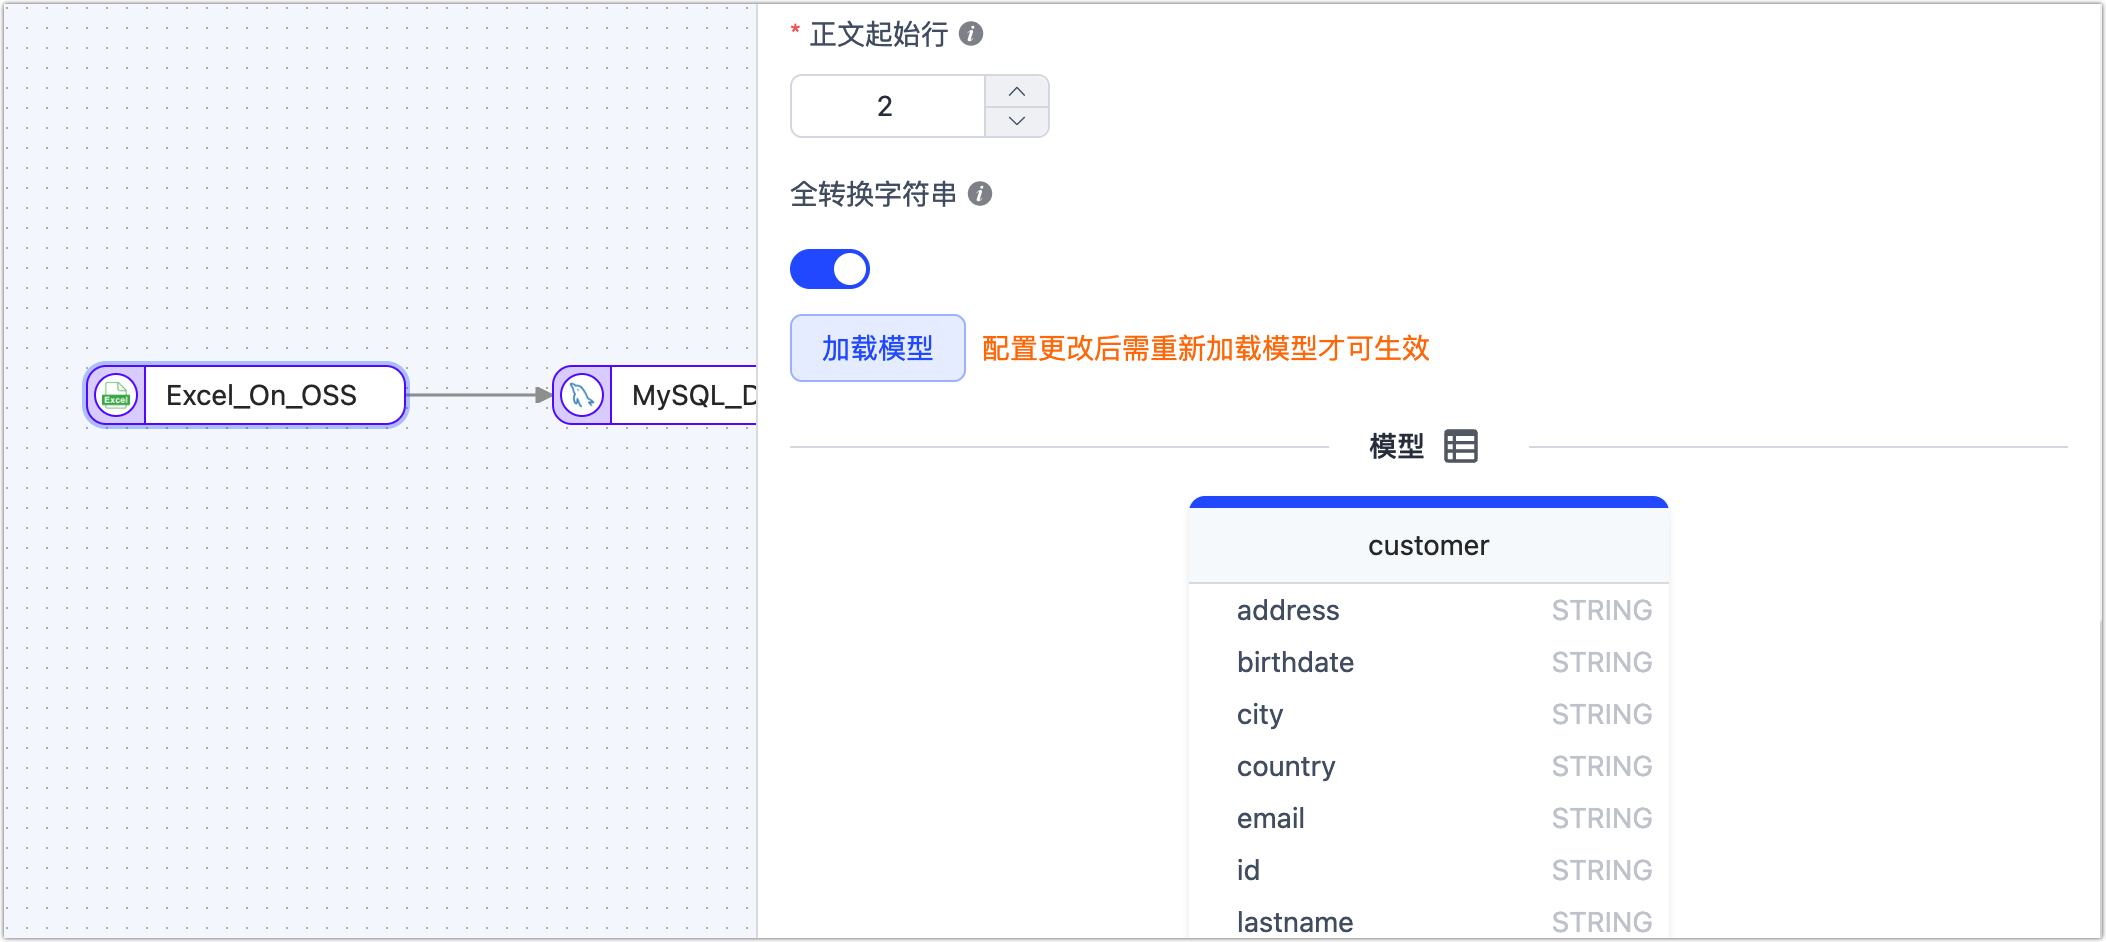 * 正文起始行
2
全转换字符串
加载模型 配置更改后需重新加载模型才可生效
Excel
Excel_On_OSS
MySQL_D
模型
customer
address STRING
birthdate STRING
city STRING
country STRING
email STRING
id STRING
lastname STRING